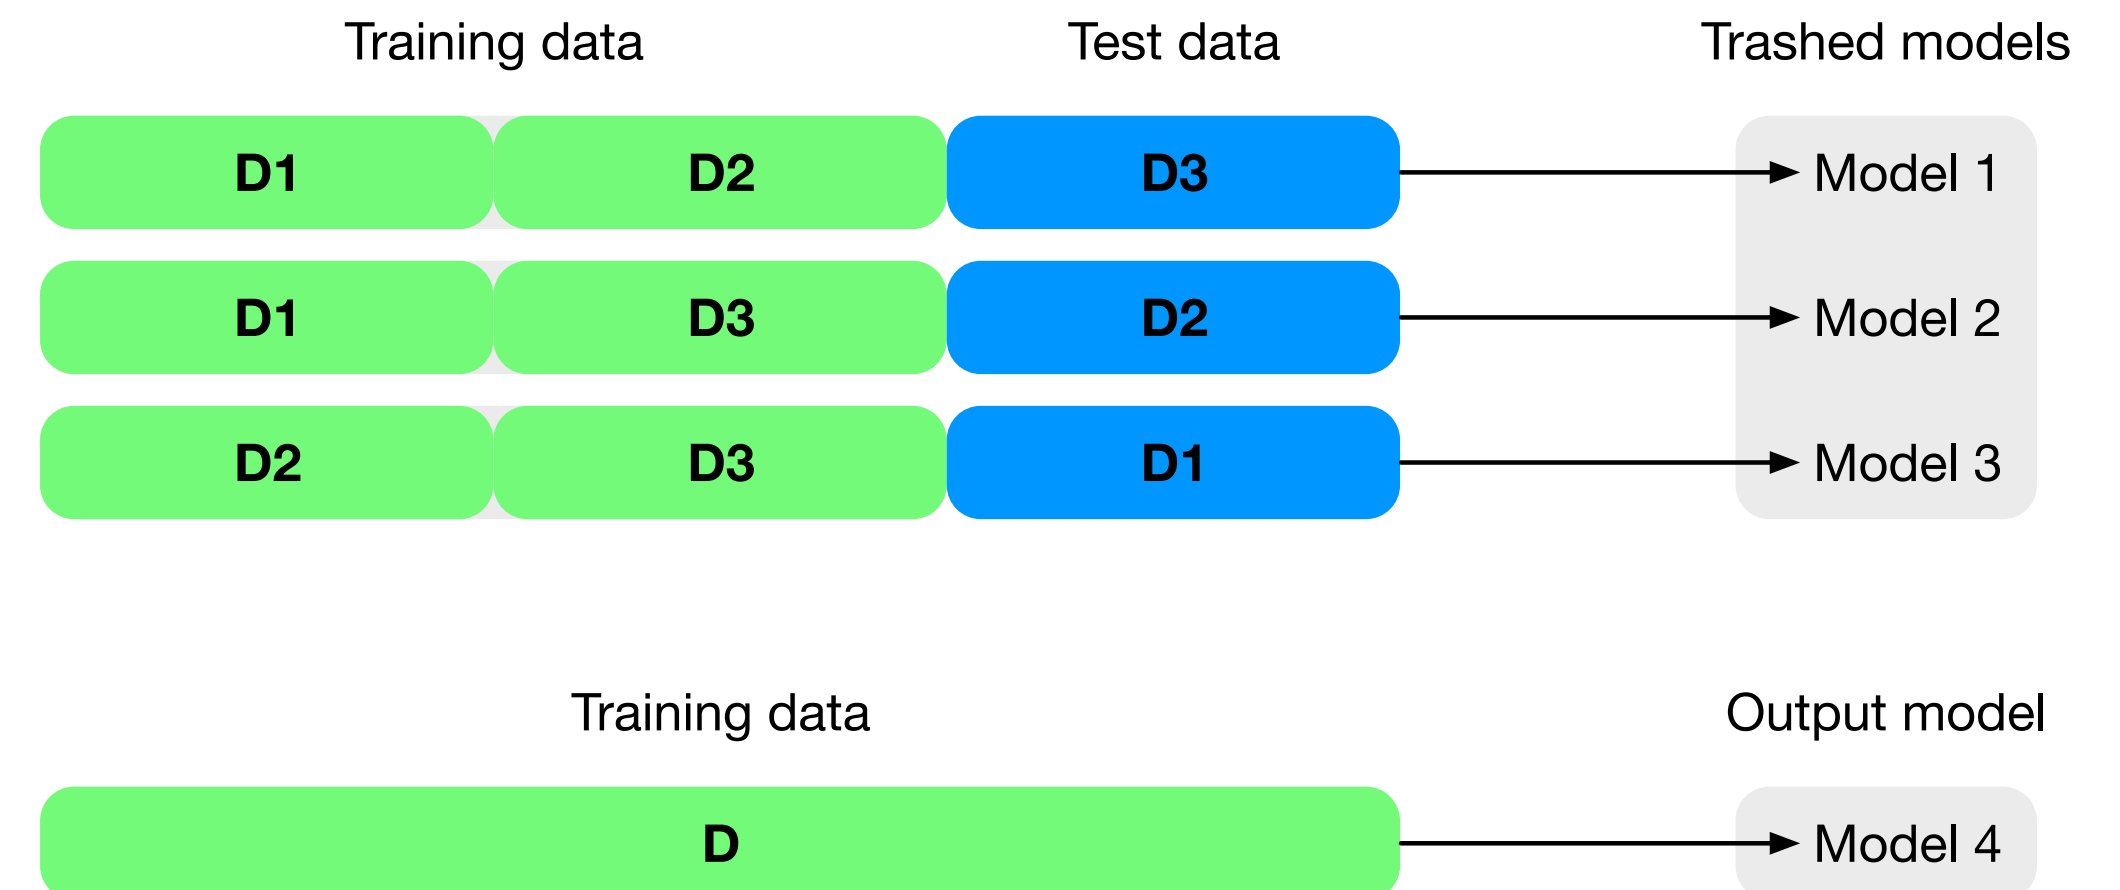 Training data Test data Trashed models
D1 D2 D3 Model 1
D1 D3 D2 Model 2
D2 D3 D1 Model 3
Training data Output model
D Model 4